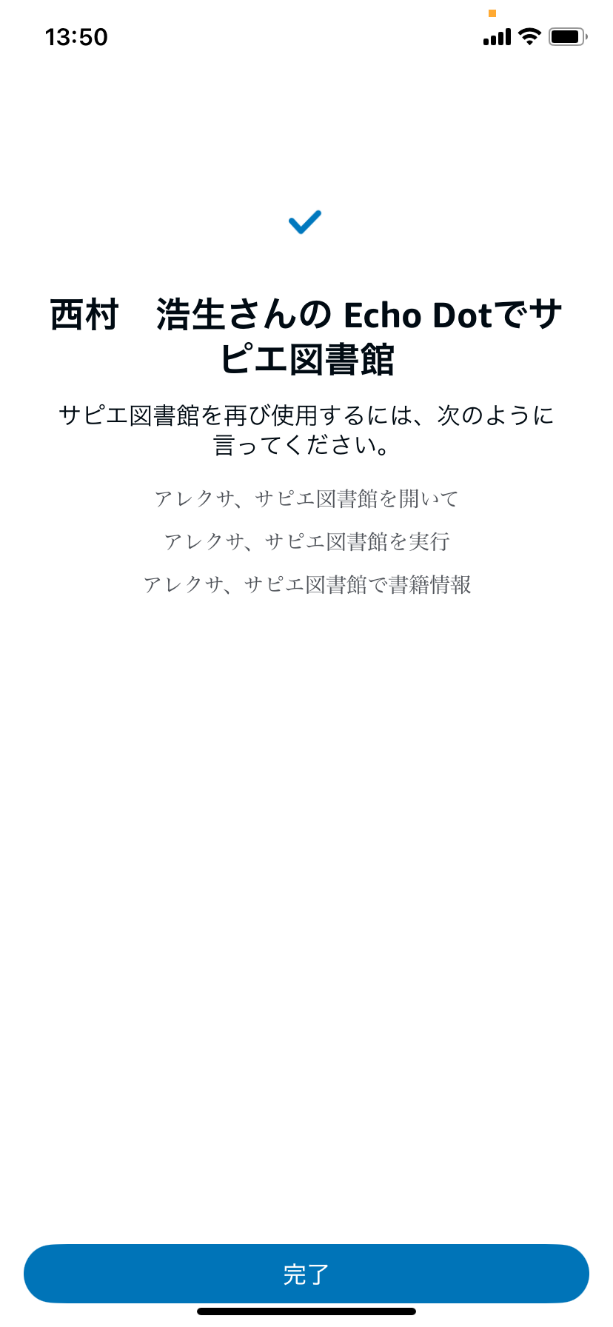 13:50
西村　浩生さんの Echo Dotでサ
ピエ図書館
サピエ図書館を再び使用するには、次のように
言ってください。
アレクサ、サピエ図書館を開いて
アレクサ、サピエ図書館を実行
アレクサ、サピエ図書館で書籍情報
完了